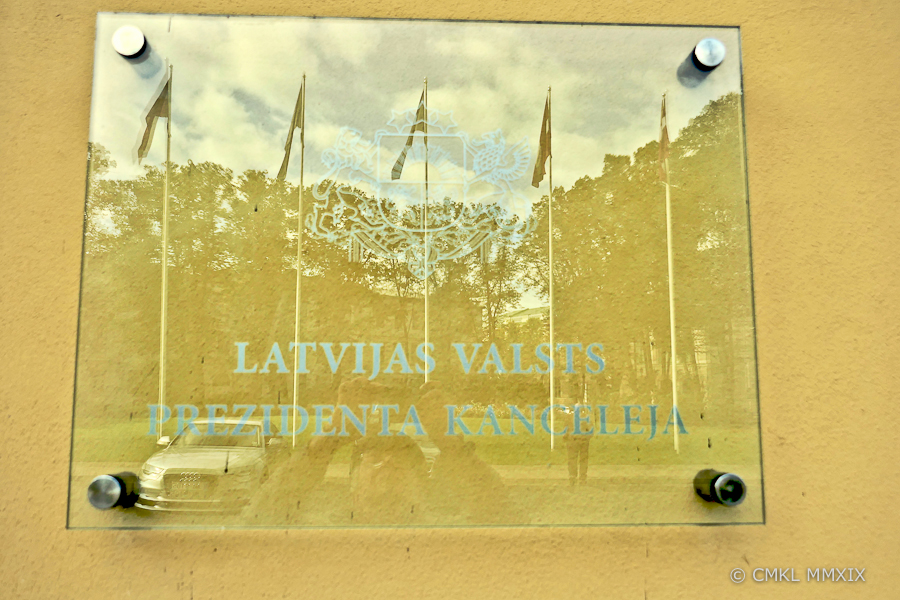 LATVIJAS VALSTS
PREZIDENTA KANCELEJA
© CMKL MMXIX